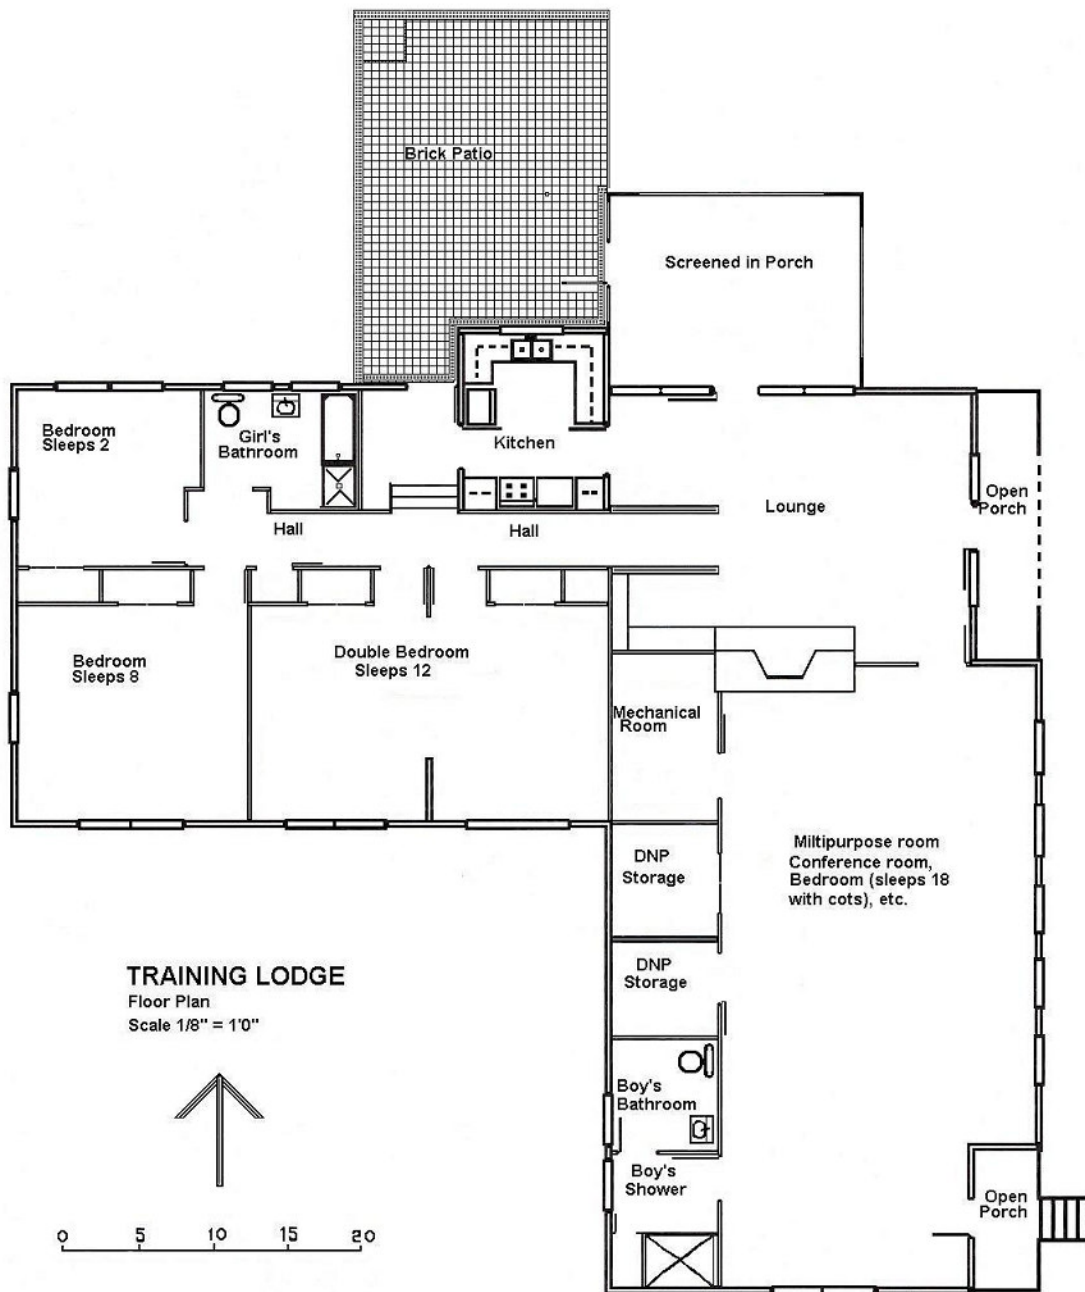 Brick Patio
Screened in Porch
Bedroom
Sleeps 2
Girl's
Bathroom
Kitchen
Hall
Hall
Lounge
Open
Porch
Bedroom
Sleeps 8
Double Bedroom
Sleeps 12
Mechanical
Room
DNP
Storage
Miltipurpose room
Conference room,
Bedroom (sleeps 18
with cots), etc.
DNP
Storage
TRAINING LODGE
Floor Plan
Scale 1/8" = 1'0"
Boy's
Bathroom
Boy's
Shower
Open
Porch
0 5 10 15 20